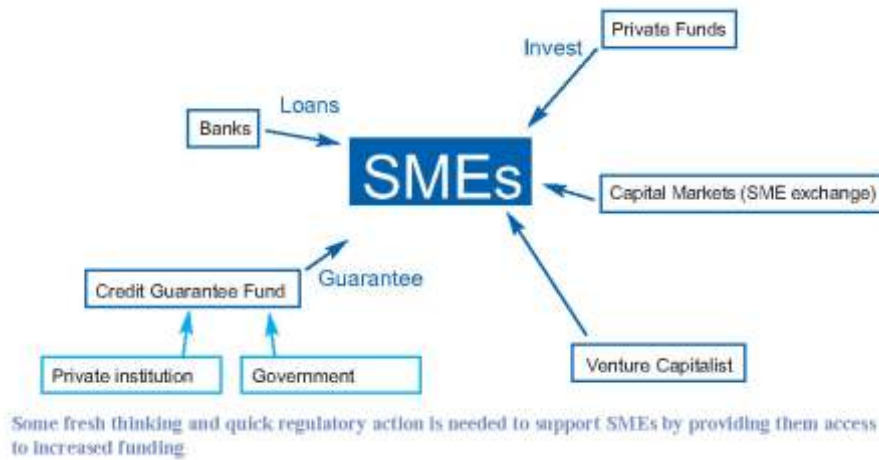 Private Funds
Invest
Loans
Banks
SMEs
Capital Markets (SME exchange)
Guarantee
Credit Guarantee Fund
Venture Capitalist
Private institution
Government
Some fresh thinking and quick regulatory action is needed to support SMEs by providing them access
to increased funding